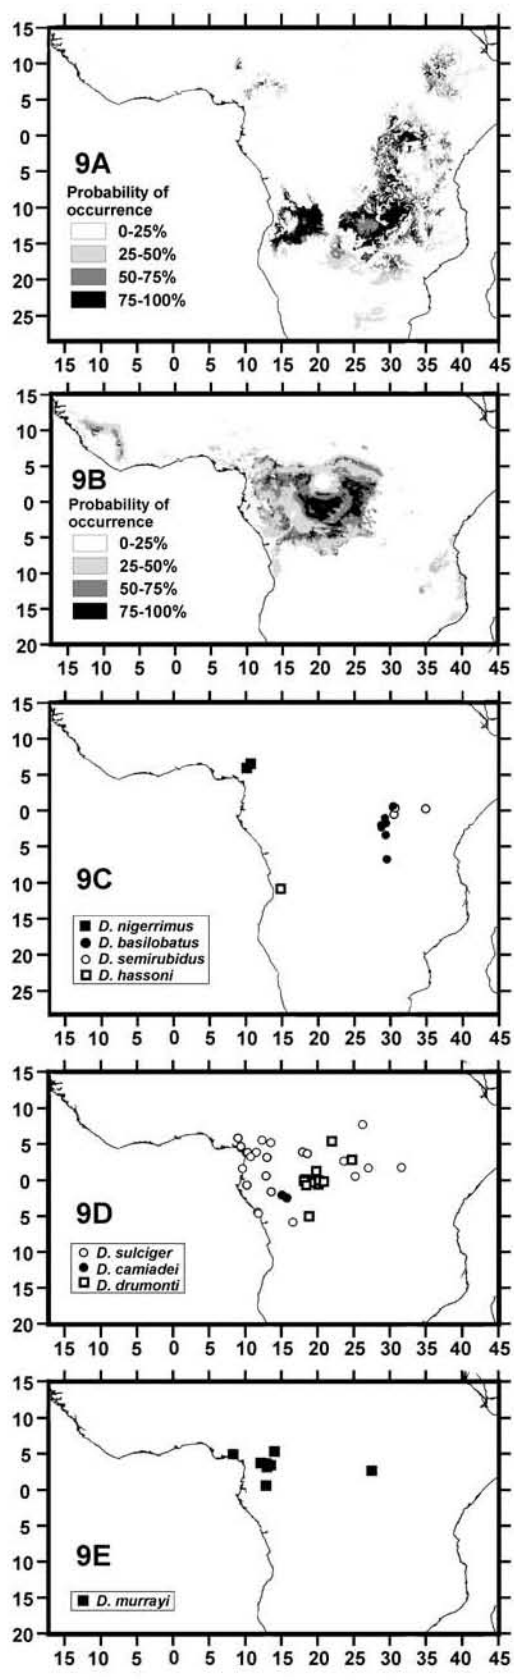 15
10
5
0
5
10
15
20
25
9A
Probability of
occurrence
0-25%
25-50%
50-75%
75-100%
15 10 5 0 5 10 15 20 25 30 35 40 45
15
10
5
0
5
10
15
20
9B
Probability of
occurrence
0-25%
25-50%
50-75%
75-100%
15 10 5 0 5 10 15 20 25 30 35 40 45
15
10
5
0
5
10
15
20
25
9C
D. nigerrimus
D. basilobatus
D. semirubidus
D. hassoni
15 10 5 0 5 10 15 20 25 30 35 40 45
15
10
5
0
5
10
15
20
9D
D. sulciger
D. camiadei
D. drumonti
15 10 5 0 5 10 15 20 25 30 35 40 45
15
10
5
0
5
10
15
20
9E
D. murrayi
15 10 5 0 5 10 15 20 25 30 35 40 45